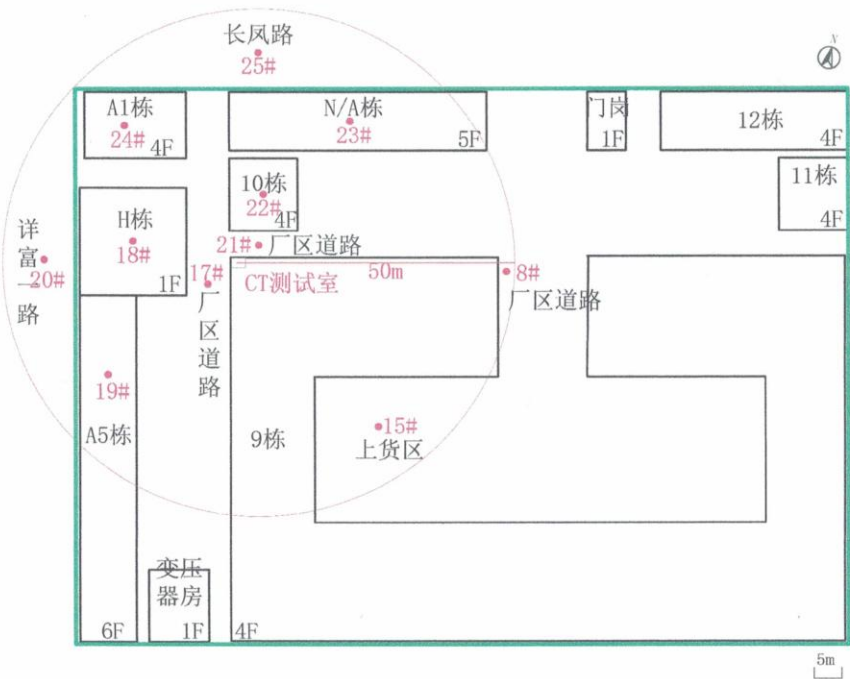 长凤路
25#
N
A1栋
24#
4F
N/A栋
23#
5F
门岗
1F
12栋
4F
11栋
4F
10栋
22#
4F
H栋
18#
1F
详富一路
20#
21#
厂区道路
17#
厂区道路
CT测试室
50m
8#
厂区道路
19#
A5栋
6F
9栋
4F
15#
上货区
变压
器房
1F
5m